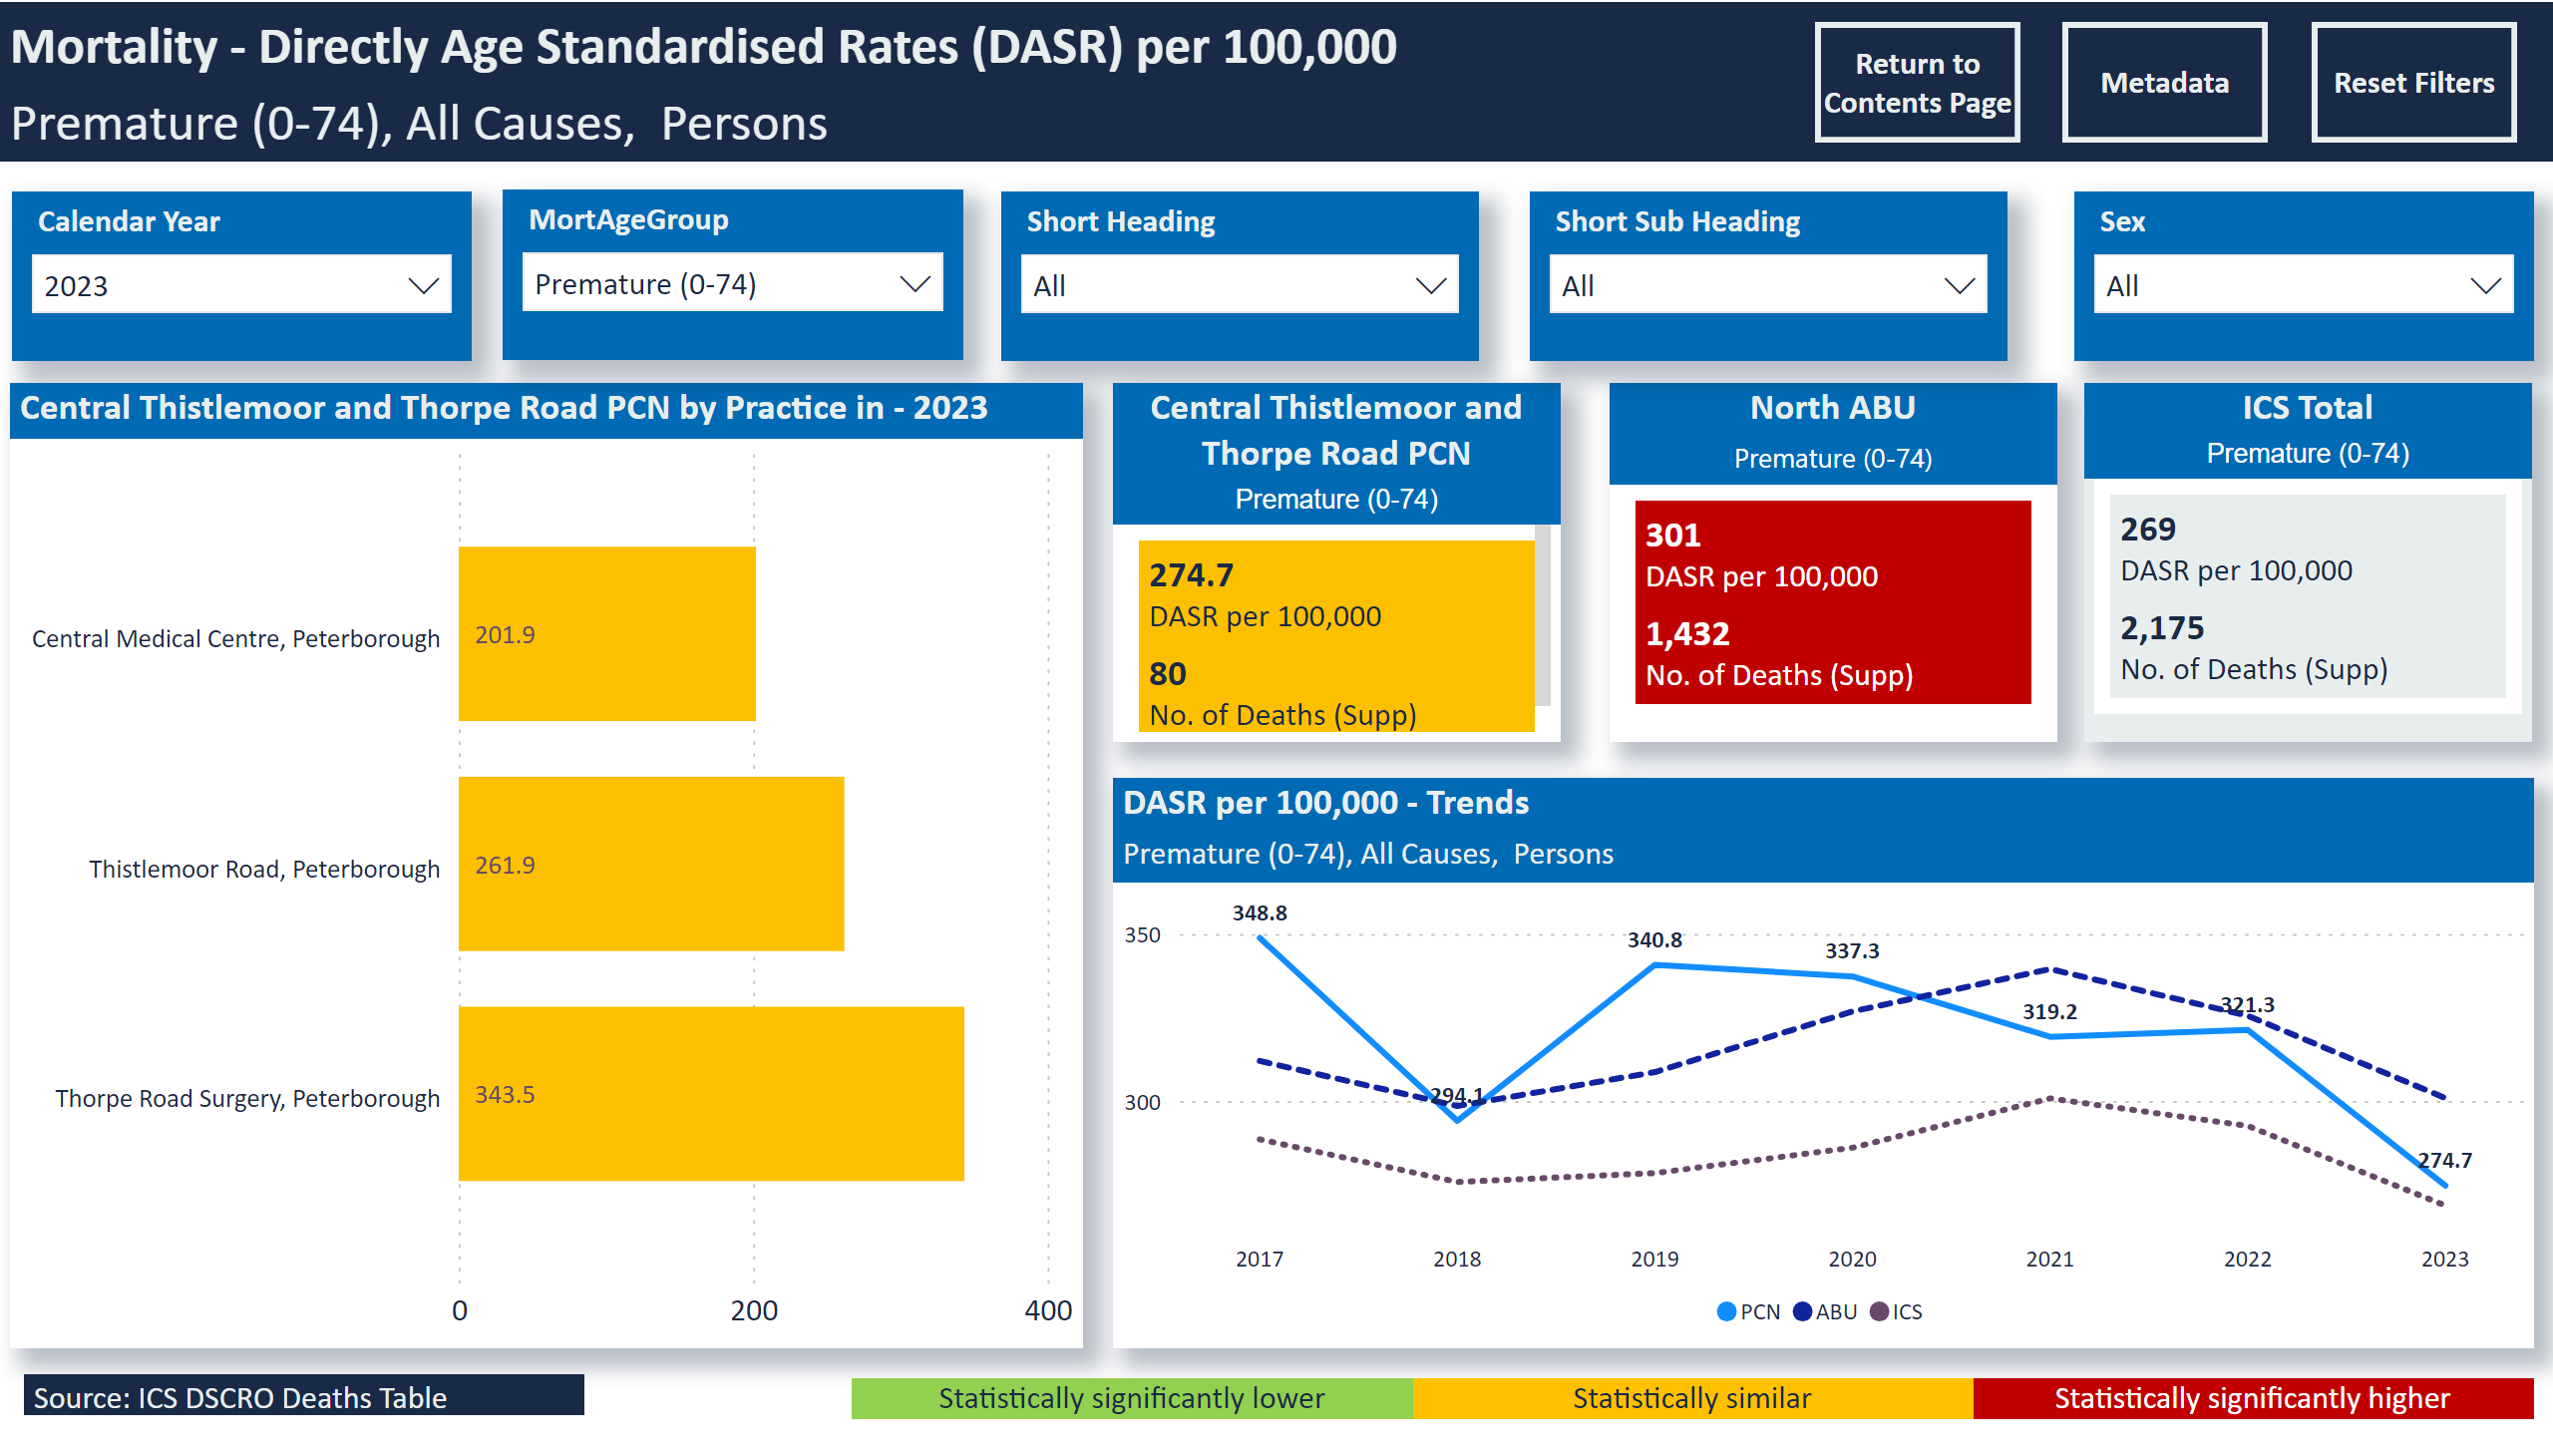 Mortality - Directly Age Standardised Rates (DASR) per 100,000
Premature (0-74), All Causes,  Persons
Return to
Contents Page
Metadata
Reset Filters
Calendar Year
2023
MortAgeGroup
Premature (0-74)
Short Heading
All
Short Sub Heading
All
Sex
All
Central Thistlemoor and Thorpe Road PCN by Practice in - 2023
Central Medical Centre, Peterborough
201.9
Thistlemoor Road, Peterborough
261.9
Thorpe Road Surgery, Peterborough
343.5
0
200
400
Central Thistlemoor and
Thorpe Road PCN
Premature (0-74)
274.7
DASR per 100,000
80
No. of Deaths (Supp)
North ABU
Premature (0-74)
301
DASR per 100,000
1,432
No. of Deaths (Supp)
ICS Total
Premature (0-74)
269
DASR per 100,000
2,175
No. of Deaths (Supp)
DASR per 100,000 - Trends
Premature (0-74), All Causes,  Persons
350
300
348.8
294.1
340.8
337.3
319.2
321.3
274.7
2017
2018
2019
2020
2021
2022
2023
PCN
ABU
ICS
Source: ICS DSCRO Deaths Table
Statistically significantly lower
Statistically similar
Statistically significantly higher